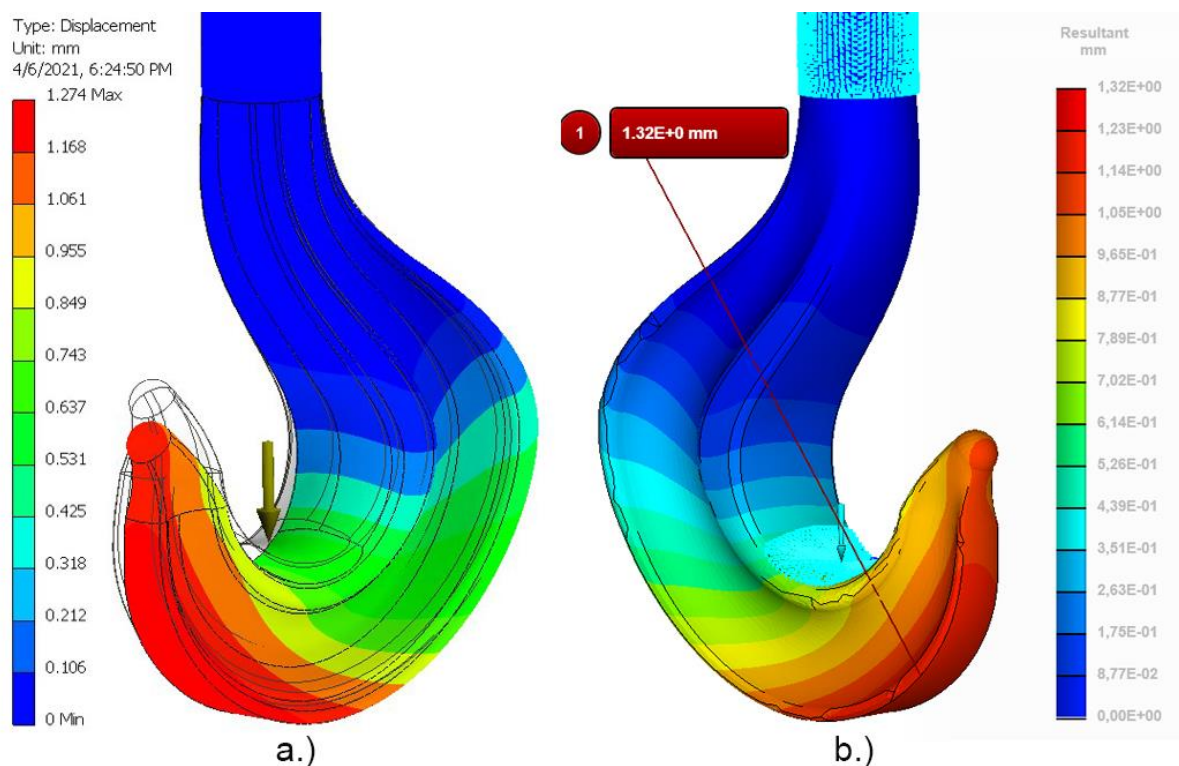 Type: Displacement
Unit: mm
4/6/2021, 6:24:50 PM
1.274 Max
1.168
1.061
0.955
0.849
0.743
0.637
0.531
0.425
0.318
0.212
0.106
0 Min
a.)
1
1.32E+0 mm
Resultant
mm
1,32E+00
1,23E+00
1,14E+00
1,05E+00
9,65E-01
8,77E-01
7,89E-01
7,02E-01
6,14E-01
5,26E-01
4,39E-01
3,51E-01
2,63E-01
1,75E-01
8,77E-02
0,00E+00
b.)